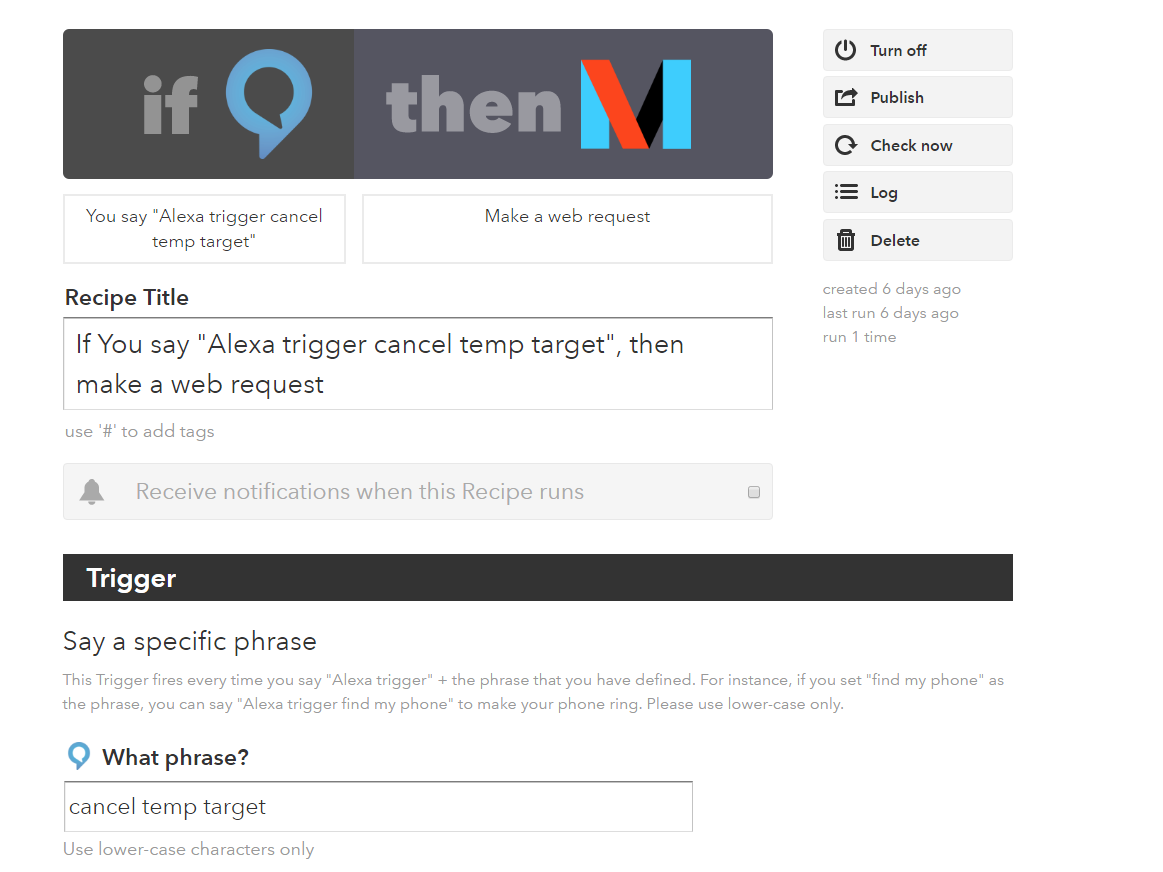 if then
You say "Alexa trigger cancel
temp target"
Make a web request
Recipe Title
If You say "Alexa trigger cancel temp target", then
make a web request
use '#' to add tags
Receive notifications when this Recipe runs
Turn off
Publish
Check now
Log
Delete
created 6 days ago
last run 6 days ago
run 1 time
Trigger
Say a specific phrase
This Trigger fires every time you say "Alexa trigger" + the phrase that you have defined. For instance, if you set "find my phone" as
the phrase, you can say "Alexa trigger find my phone" to make your phone ring. Please use lower-case only.
What phrase?
cancel temp target
Use lower-case characters only